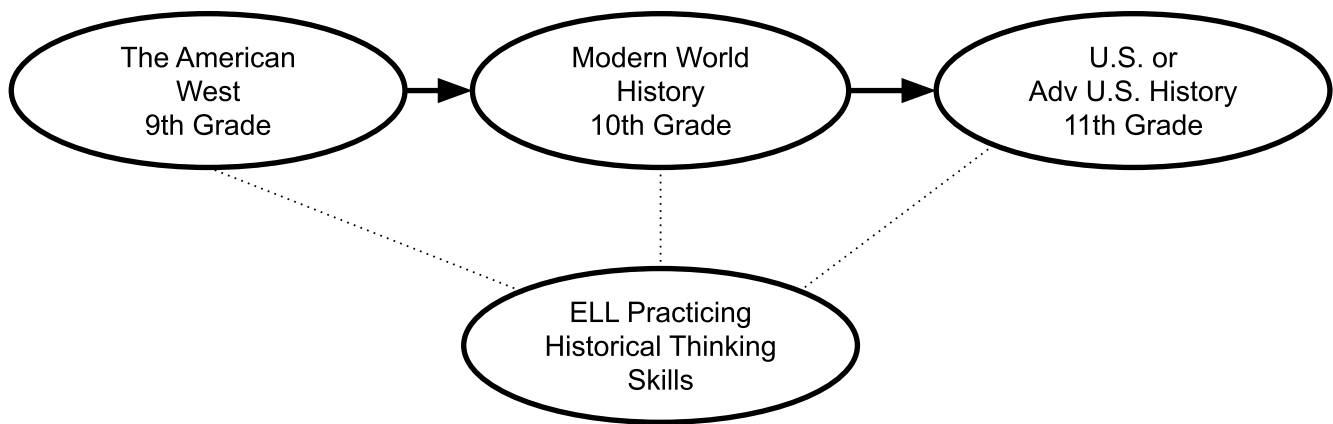 The American
West
9th Grade
Modern World
History
10th Grade
U.S. or
Adv U.S. History
11th Grade
ELL Practicing
Historical Thinking
Skills